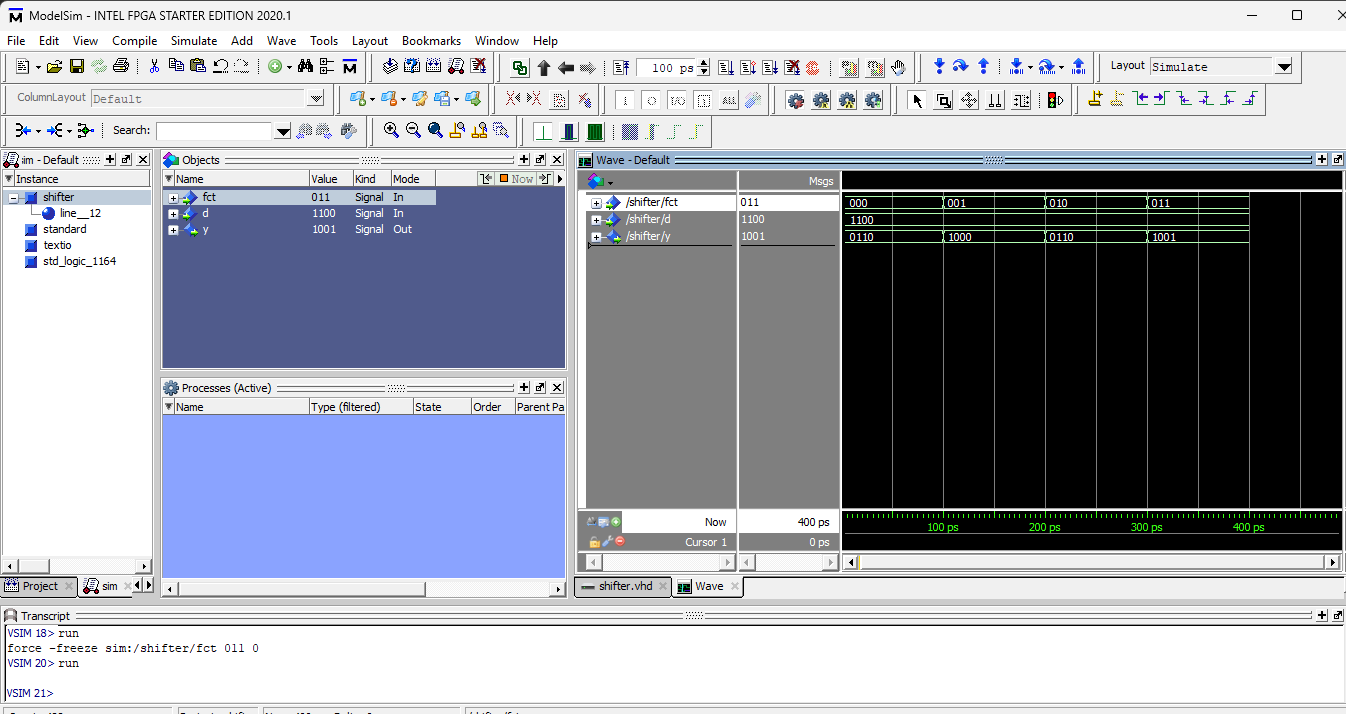 ModelSim - INTEL FPGA STARTER EDITION 2020.1
File Edit View Compile Simulate Add Wave Tools Layout Bookmarks Window Help
100 ps
Layout Simulate
ColumnLayout Default
Search:
sim - Default
Instance
shifter
line__12
standard
textio
std_logic_1164
Objects
Name Value Kind Mode Now
fct 011 Signal In
d 1100 Signal In
y 1001 Signal Out
Processes (Active)
Name Type (filtered) State Order Parent Pa
Wave - Default
Msgs
/shifter/fct 011 000 001 010 011
/shifter/d 1100 1100
/shifter/y 1001 0110 1000 0110 1001
Now 400 ps 100 ps 200 ps 300 ps 400 ps
Cursor 1 0 ps
Project sim
shifter.vhd Wave
Transcript
VSIM 18> run
force -freeze sim:/shifter/fct 011 0
VSIM 20> run
VSIM 21>